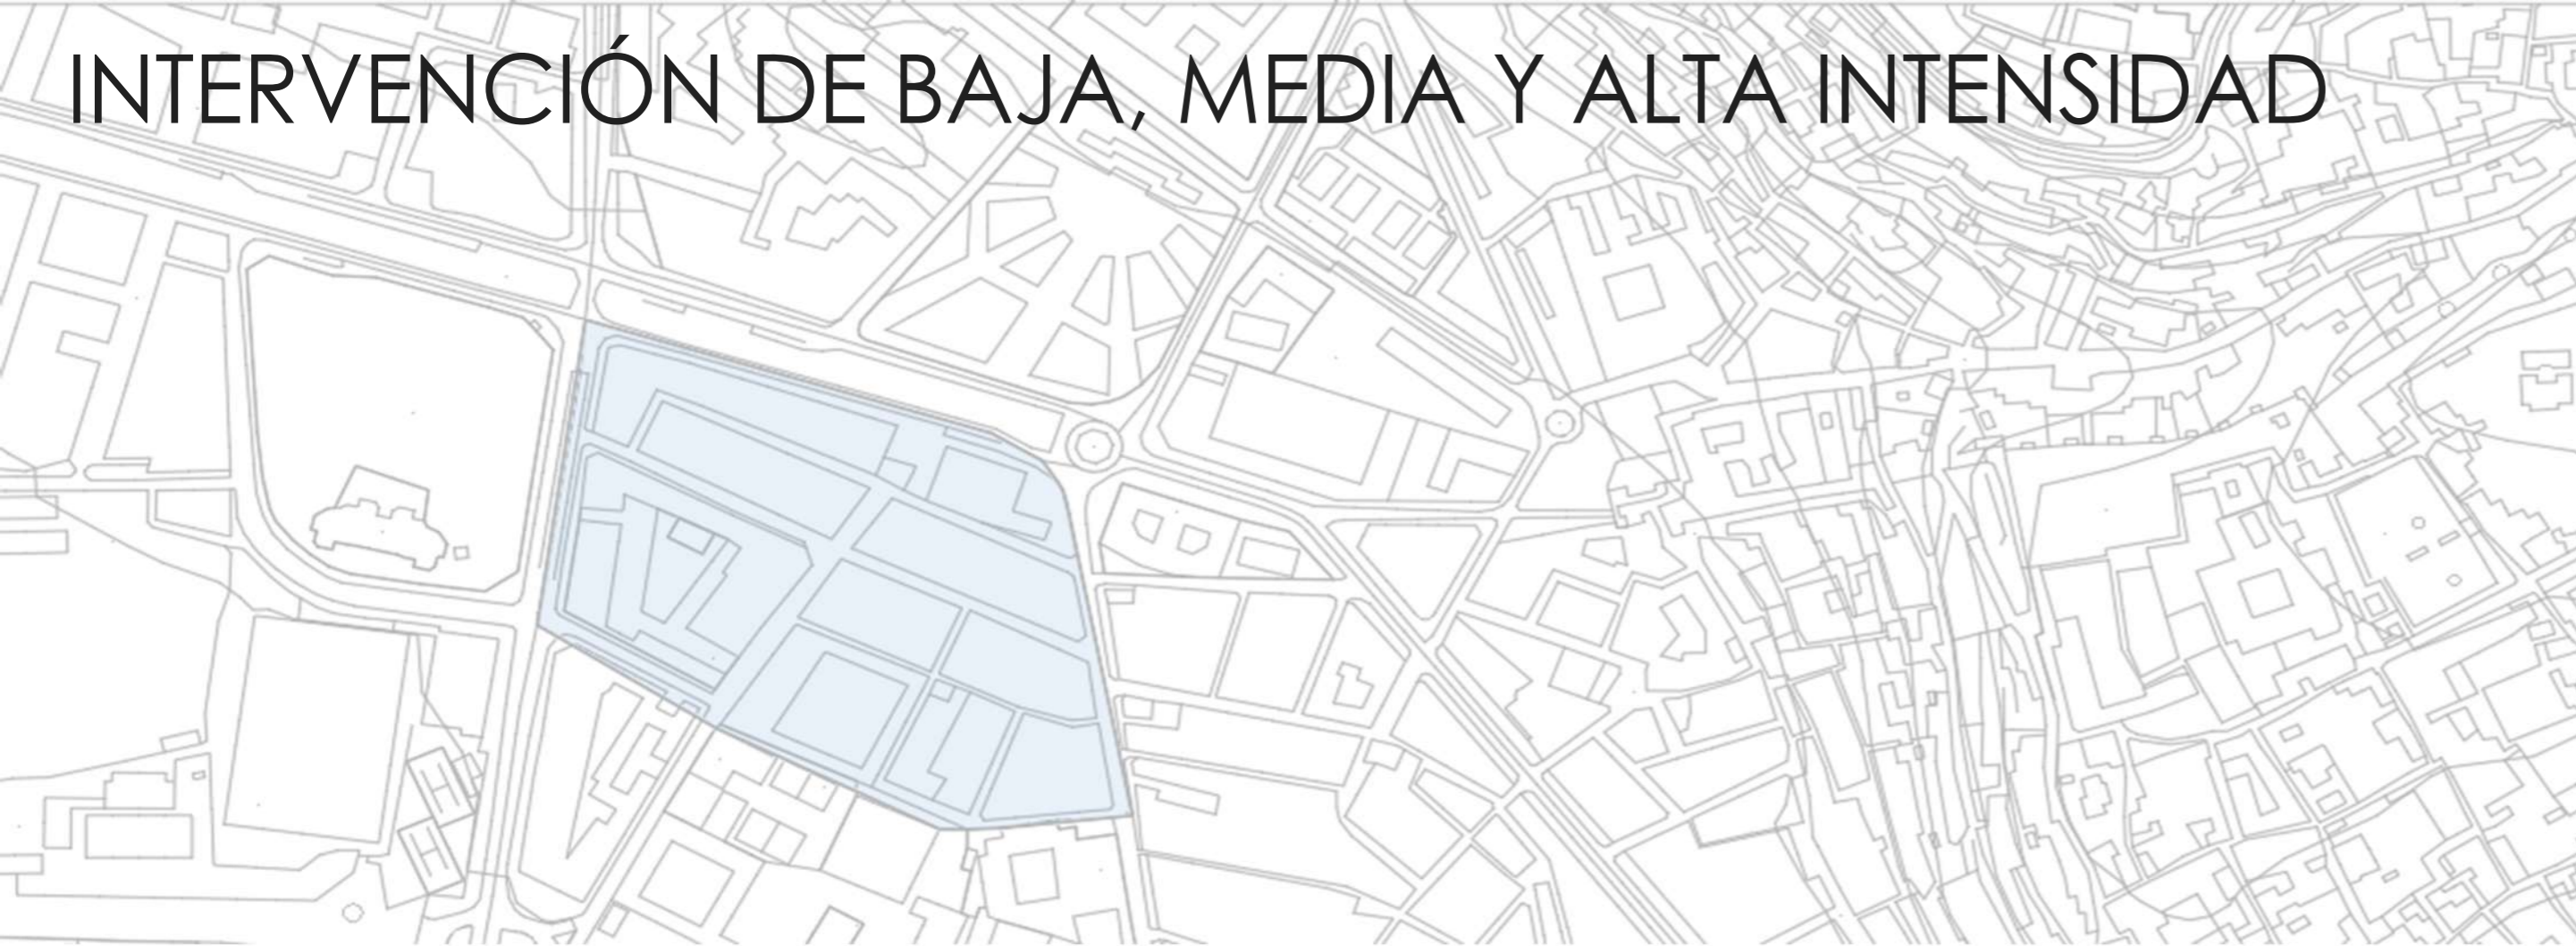 INTERVENCIÓN DE BAJA, MEDIA Y ALTA INTENSIDAD